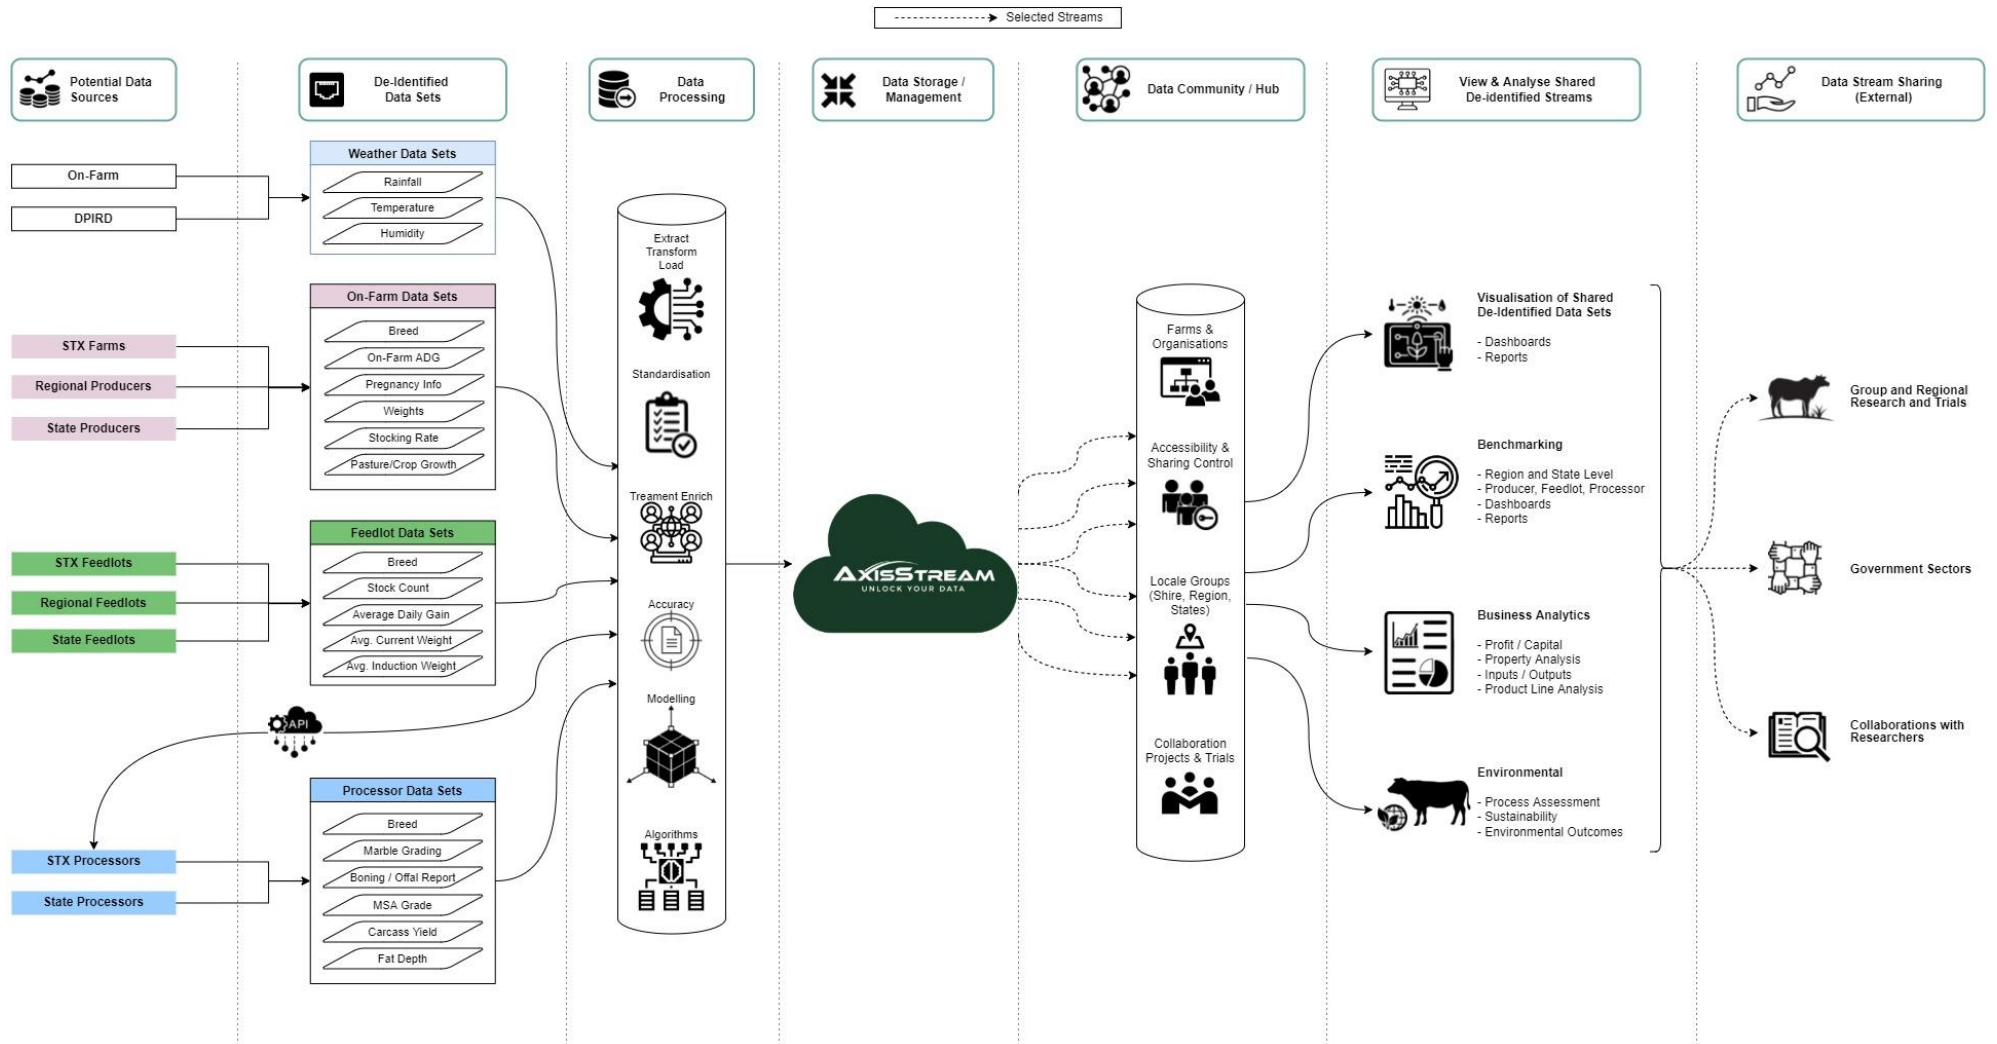 Selected Streams
Potential Data
Sources
De-Identified
Data Sets
Data
Processing
Data Storage /
Management
Data Community / Hub
View & Analyse Shared
De-identified Streams
Data Stream Sharing
(External)
On-Farm
DPIRD
STX Farms
Regional Producers
State Producers
STX Feedlots
Regional Feedlots
State Feedlots
API
STX Processors
State Processors
Weather Data Sets
Rainfall
Temperature
Humidity
On-Farm Data Sets
Breed
On-Farm ADG
Pregnancy Info
Weights
Stocking Rate
Pasture/Crop Growth
Feedlot Data Sets
Breed
Stock Count
Average Daily Gain
Avg. Current Weight
Avg. Induction Weight
Processor Data Sets
Breed
Marble Grading
Boning / Offal Report
MSA Grade
Carcass Yield
Fat Depth
Extract
Transform
Load
Standardisation
Treament Enrich
Accuracy
Modelling
Algorithms
AXISSTREAM
UNLOCK YOUR DATA
Farms &
Organisations
Accessibility &
Sharing Control
Locale Groups
(Shire, Region,
States)
Collaboration
Projects & Trials
Visualisation of Shared
De-Identified Data Sets
- Dashboards
- Reports
Benchmarking
- Region and State Level
- Producer, Feedlot, Processor
- Dashboards
- Reports
Business Analytics
- Profit / Capital
- Property Analysis
- Inputs / Outputs
- Product Line Analysis
Environmental
- Process Assessment
- Sustainability
- Environmental Outcomes
Group and Regional
Research and Trials
Government Sectors
Collaborations with
Researchers